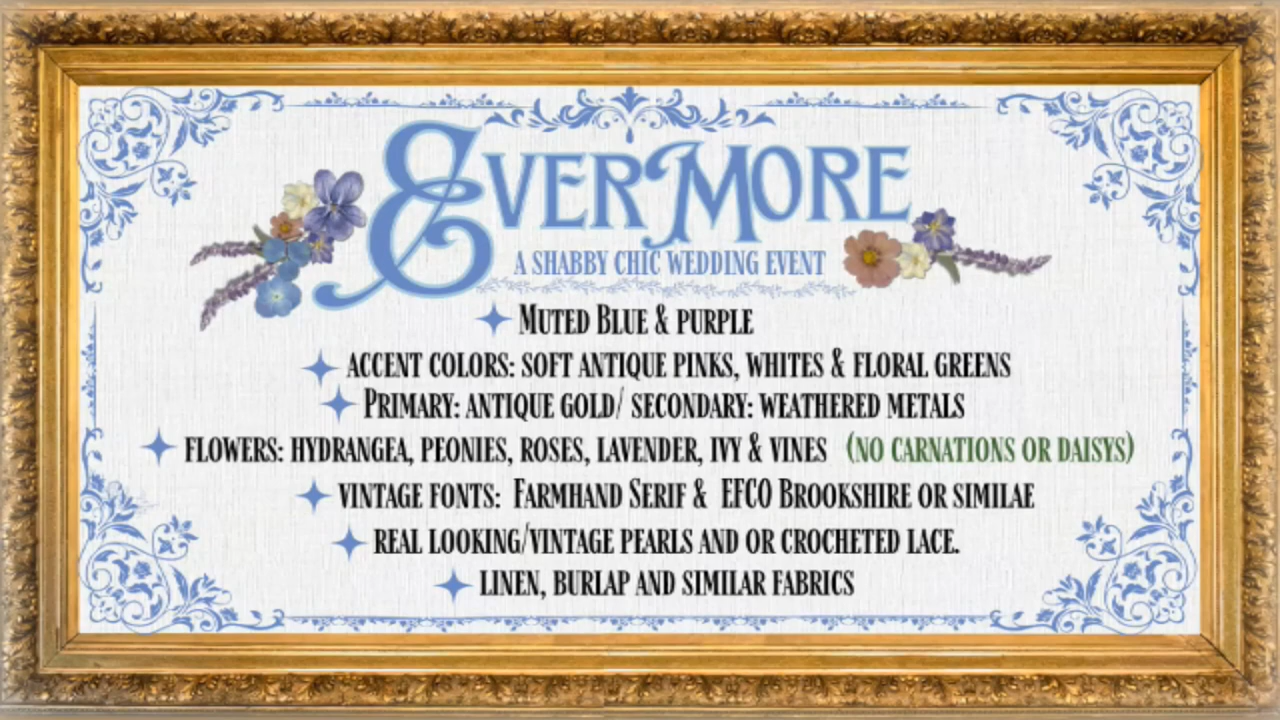 EVERMORE
A SHABBY CHIC WEDDING EVENT
MUTED BLUE & PURPLE
ACCENT COLORS: SOFT ANTIQUE PINKS, WHITES & FLORAL GREENS
PRIMARY: ANTIQUE GOLD/ SECONDARY: WEATHERED METALS
FLOWERS: HYDRANGEA, PEONIES, ROSES, LAVENDER, IVY & VINES (NO CARNATIONS OR DAISYS)
VINTAGE FONTS: FARMHAND SERIF & EFCO BROOKSHIRE OR SIMILAE
REAL LOOKING/VINTAGE PEARLS AND OR CROCHETED LACE.
LINEN, BURLAP AND SIMILAR FABRICS